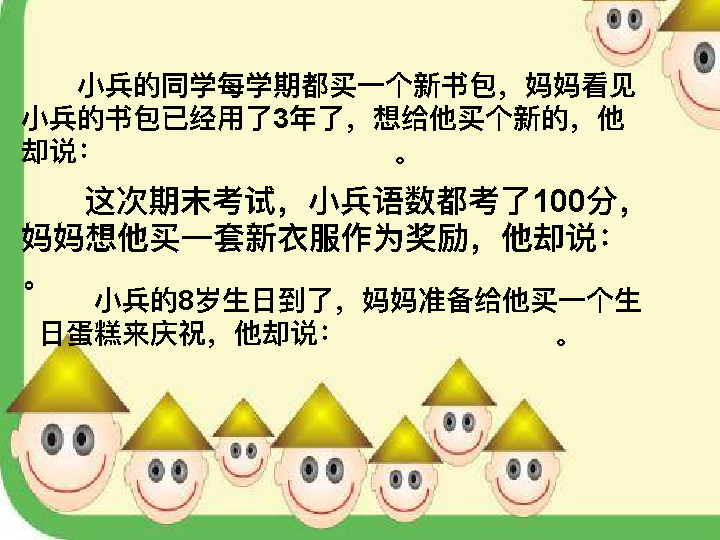 小兵的同学每学期都买一个新书包，妈妈看见
小兵的书包已经用了3年了，想给他买个新的，他
却说： 。
这次期末考试，小兵语数都考了100分，
妈妈想他买一套新衣服作为奖励，他却说：
。
小兵的8岁生日到了，妈妈准备给他买一个生
日蛋糕来庆祝，他却说： 。